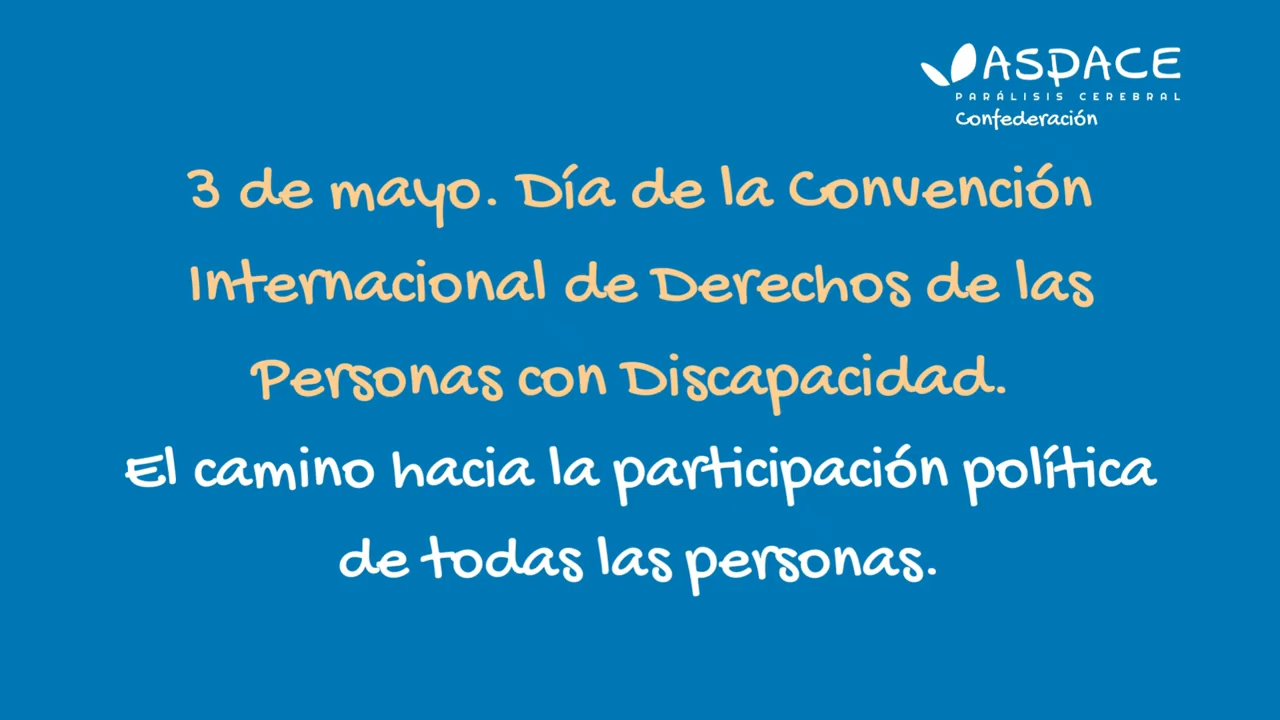 ASPACE
PARÁLISIS CEREBRAL
Confederación
3 de mayo. Día de la Convención
Internacional de Derechos de las
Personas con Discapacidad.
El camino hacia la participación política
de todas las personas.